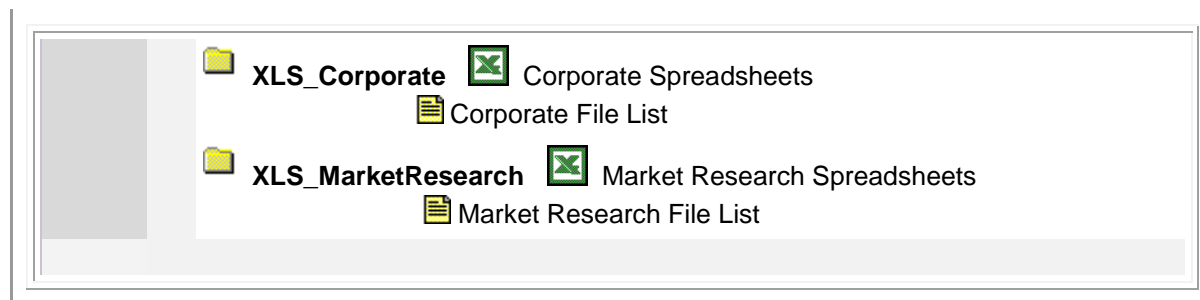 XLS_Corporate Corporate Spreadsheets
Corporate File List
XLS_MarketResearch Market Research Spreadsheets
Market Research File List